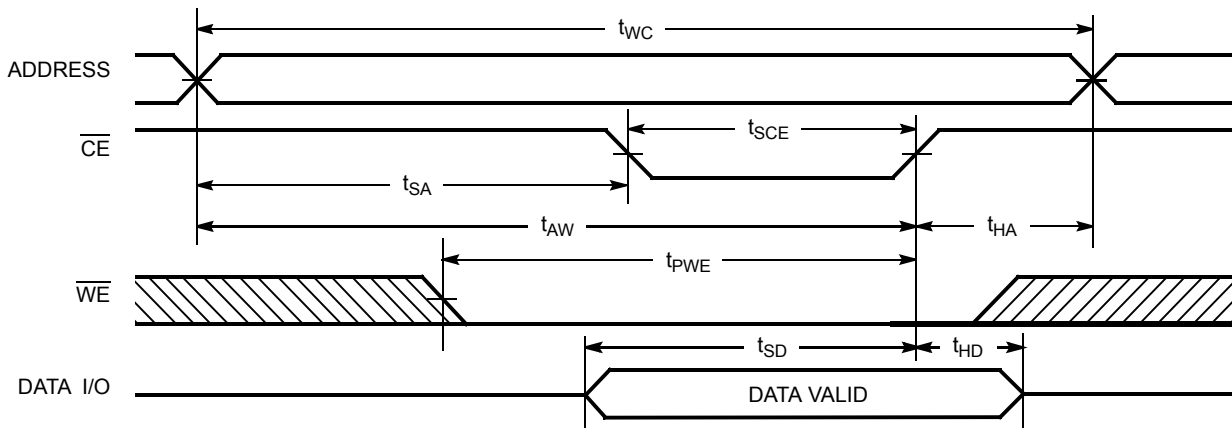 tWC
ADDRESS
CE
tSCE
tSA
tAW
tHA
tPWE
WE
tSD
tHD
DATA I/O
DATA VALID